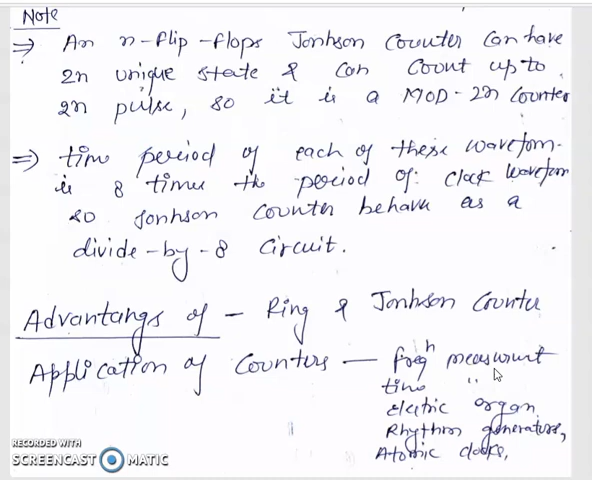 Note
⇒ An n-flip-flops Jonhson Counter Can have
2n unique state & Can Count up to
2n pulse, so it is a MOD-2n Counter
⇒ time period of each of these waveform
is 8 times the period of: clock waveform
so Jonhson Counter behave as a
divide-by-8 Circuit.
Advantangs of - Ring & Jonhson Counter
Application of Counters — freqⁿ measurment
time "
electric organ
Rhythm generators,
Atomic clocks,
RECORDED WITH
SCREENCAST O MATIC